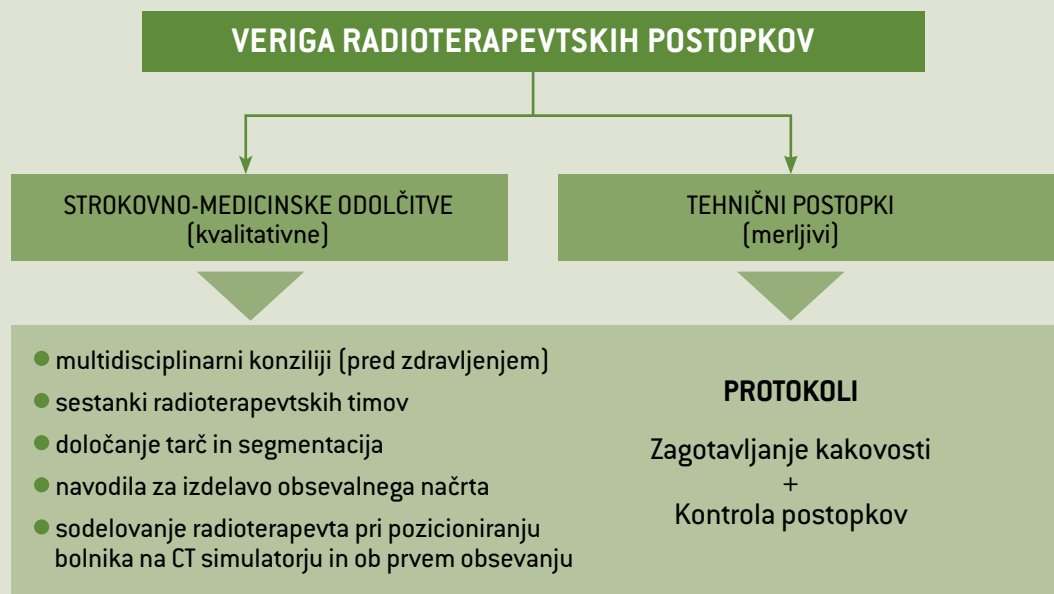 VERIGA RADIOTERAPEVTSKIH POSTOPKOV
STROKOVNO-MEDICINSKE ODOLČITVE
(kvalitativne)
TEHNIČNI POSTOPKI
(merljivi)
● multidisciplinarni konziliji (pred zdravljenjem)
● sestanki radioterapevtskih timov
● določanje tarč in segmentacija
● navodila za izdelavo obsevalnega načrta
● sodelovanje radioterapevta pri pozicioniranju
bolnika na CT simulatorju in ob prvem obsevanju
PROTOKOLI
Zagotavljanje kakovosti
+
Kontrola postopkov